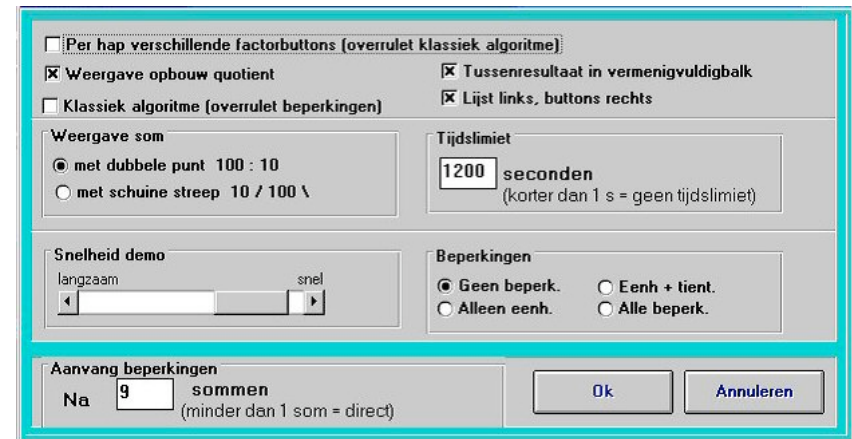 Per hap verschillende factorbuttons (overrulet klassiek algoritme)
Weergave opbouw quotient
Klassiek algoritme (overrulet beperkingen)
Tussenresultaat in vermenigvuldigbalk
Lijst links, buttons rechts
Weergave som
met dubbele punt 100 : 10
met schuine streep 10 / 100 \
Tijdslimiet
1200 seconden
(korter dan 1 s = geen tijdslimiet)
Snelheid demo
langzaam snel
Beperkingen
Geen beperk. Eenh + tient.
Alleen eenh. Alle beperk.
Aanvang beperkingen
Na 9 sommen
(minder dan 1 som = direct)
Ok Annuleren